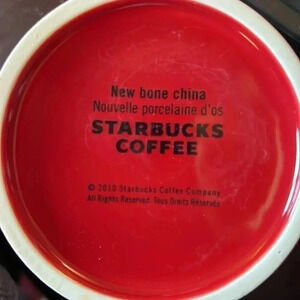 New bone china
Nouvelle porcelaine d'os
STARBUCKS
COFFEE
© 2010 Starbucks Coffee Company
All Rights Reserved. Tous Droits Réservés